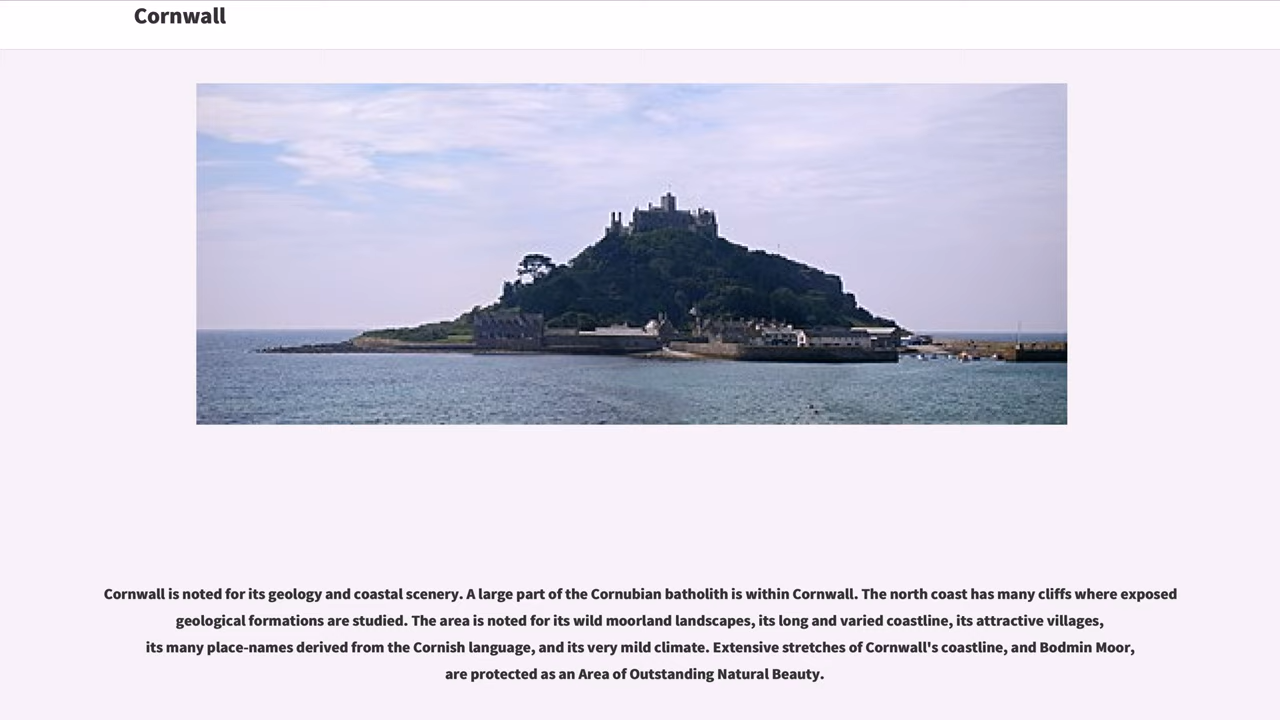 Cornwall
Cornwall is noted for its geology and coastal scenery. A large part of the Cornubian batholith is within Cornwall. The north coast has many cliffs where exposed
geological formations are studied. The area is noted for its wild moorland landscapes, its long and varied coastline, its attractive villages,
its many place-names derived from the Cornish language, and its very mild climate. Extensive stretches of Cornwall's coastline, and Bodmin Moor,
are protected as an Area of Outstanding Natural Beauty.